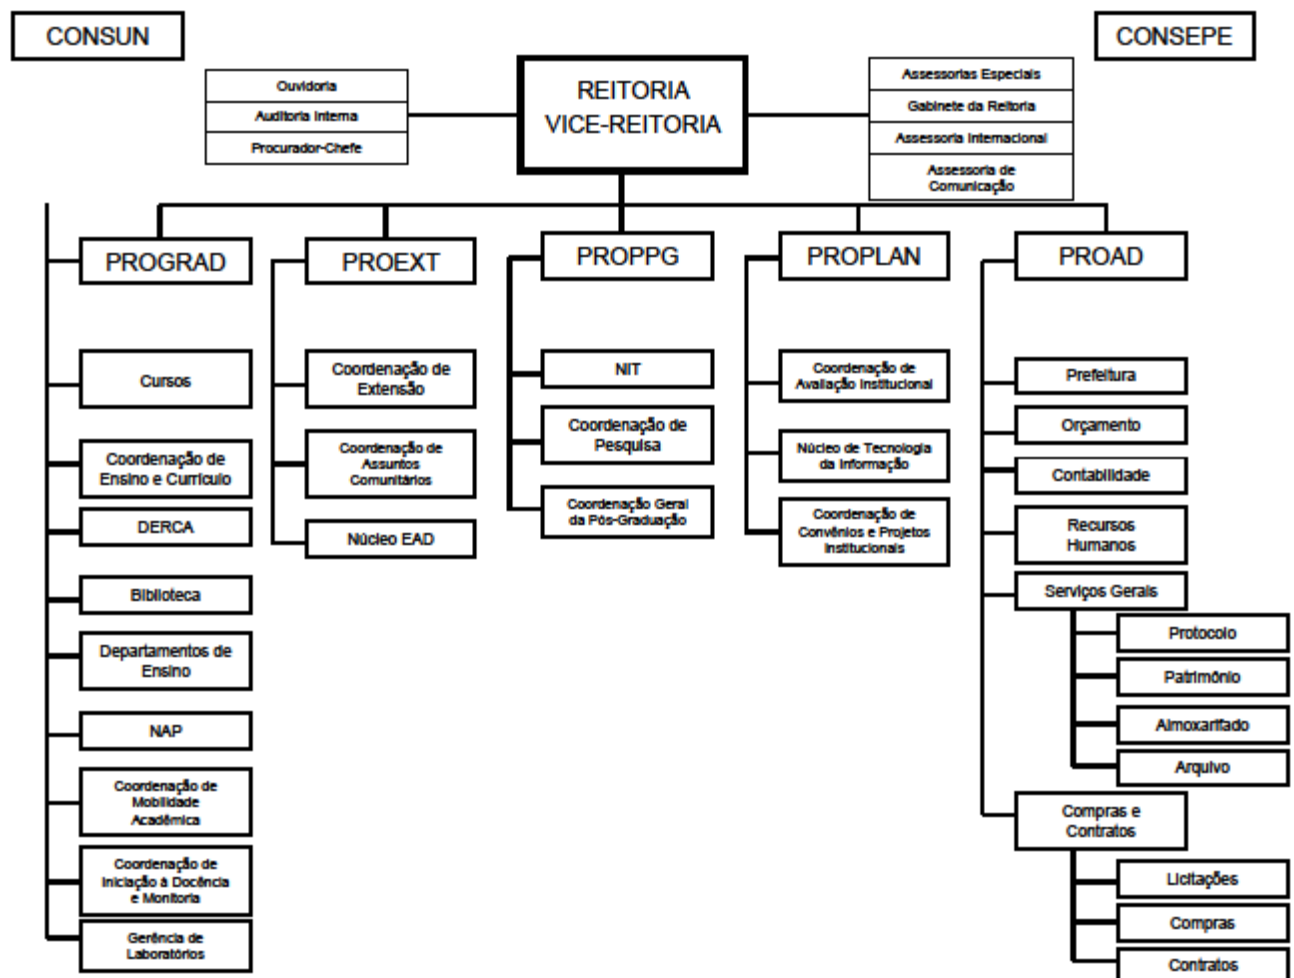 CONSUN
CONSEPE
REITORIA
VICE-REITORIA
Ouvidoria
Auditoria Interna
Procurador-Chefe
Assessorias Especiais
Gabinete da Reitoria
Assessoria Internacional
Assessoria de
Comunicação
PROGRAD
PROEXT
PROPPG
PROPLAN
PROAD
Cursos
Coordenação de
Ensino e Currículo
DERCA
Biblioteca
Departamentos de
Ensino
NAP
Coordenação de
Mobilidade
Acadêmica
Coordenação de
Iniciação à Docência
e Monitoria
Gerência de
Laboratórios
Coordenação de
Extensão
Coordenação de
Assuntos
Comunitários
Núcleo EAD
NIT
Coordenação de
Pesquisa
Coordenação Geral
da Pós-Graduação
Coordenação de
Avaliação Institucional
Núcleo de Tecnologia
da Informação
Coordenação de
Convênios e Projetos
Institucionais
Prefeitura
Orçamento
Contabilidade
Recursos
Humanos
Serviços Gerais
Protocolo
Patrimônio
Almoxarifado
Arquivo
Compras e
Contratos
Licitações
Compras
Contratos